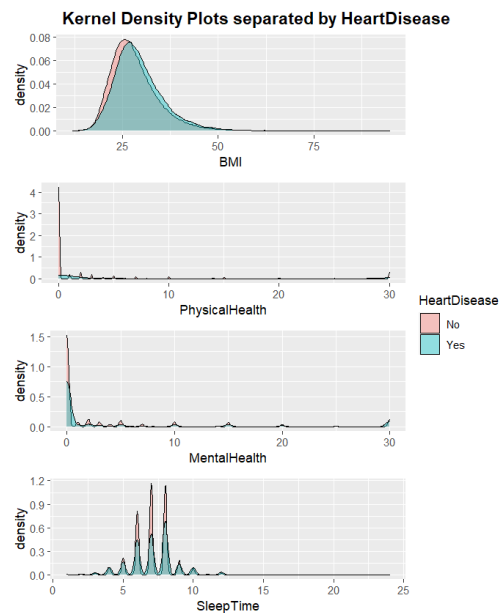 Kernel Density Plots separated by HeartDisease
0.08
0.06
0.04
0.02
0.00
density
25 50 75
BMI
4
3
2
1
0
density
0 10 20 30
PhysicalHealth
HeartDisease
No
Yes
1.5
1.0
0.5
0.0
density
0 10 20 30
MentalHealth
1.2
0.9
0.6
0.3
0.0
density
0 5 10 15 20 25
SleepTime